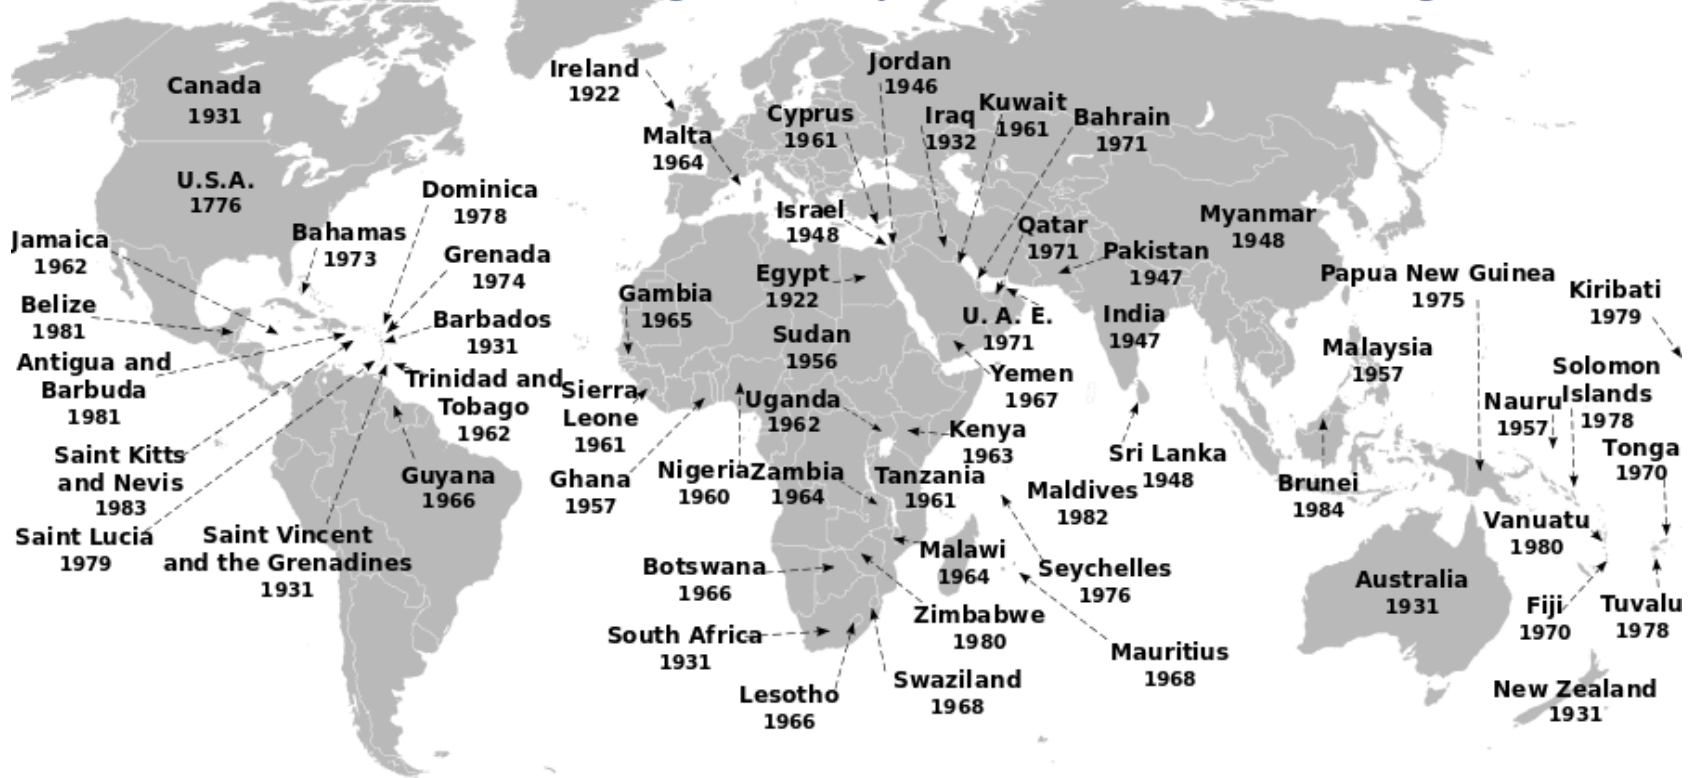 Canada
1931
U.S.A.
1776
Jamaica
1962
Belize
1981
Antigua and
Barbuda
1981
Saint Kitts
and Nevis
1983
Saint Lucia
1979
Saint Vincent
and the Grenadines
1931
Bahamas
1973
Dominica
1978
Grenada
1974
Barbados
1931
Trinidad and
Tobago
1962
Guyana
1966
Ireland
1922
Malta
1964
Cyprus
1961
Jordan
1946
Iraq
1932
Kuwait
1961
Bahrain
1971
Israel
1948
Qatar
1971
Pakistan
1947
Myanmar
1948
Egypt
1922
Gambia
1965
Sudan
1956
U. A. E.
1971
India
1947
Yemen
1967
Sierra
Leone
1961
Uganda
1962
Kenya
1963
Ghana
1957
Nigeria
1960
Zambia
1964
Tanzania
1961
Maldives
1982
Sri Lanka
1948
Botswana
1966
Malawi
1964
Seychelles
1976
Zimbabwe
1980
South Africa
1931
Lesotho
1966
Swaziland
1968
Mauritius
1968
Papua New Guinea
1975
Kiribati
1979
Malaysia
1957
Solomon
Islands
1978
Nauru
1957
Tonga
1970
Brunei
1984
Vanuatu
1980
Australia
1931
Fiji
1970
Tuvalu
1978
New Zealand
1931